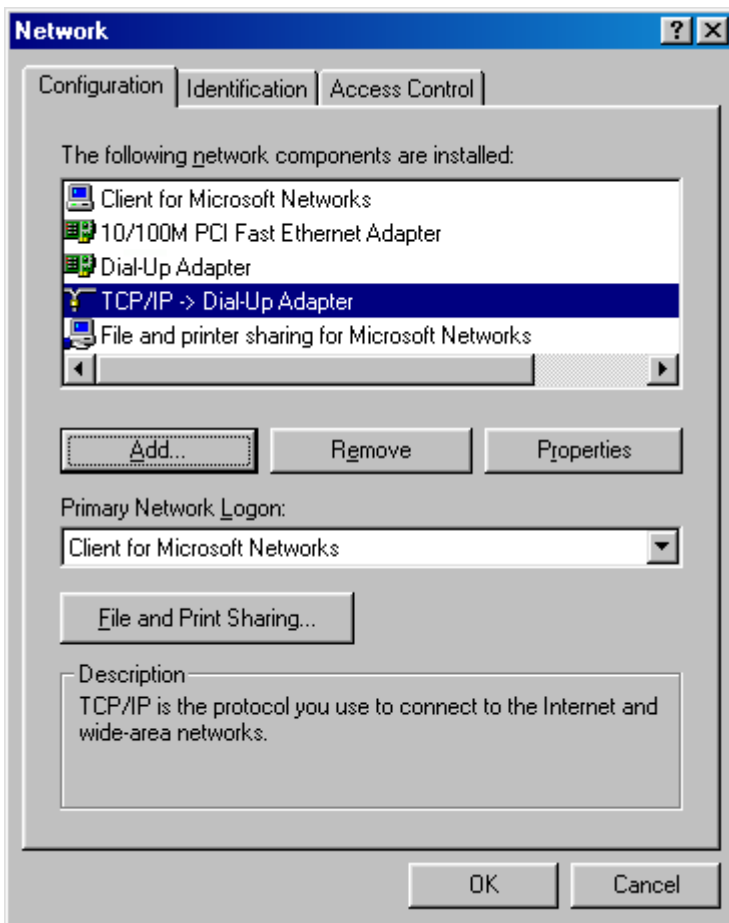 Network
Configuration Identification Access Control
The following network components are installed:
Client for Microsoft Networks
10/100M PCI Fast Ethernet Adapter
Dial-Up Adapter
TCP/IP -> Dial-Up Adapter
File and printer sharing for Microsoft Networks
Add... Remove Properties
Primary Network Logon:
Client for Microsoft Networks
File and Print Sharing...
Description
TCP/IP is the protocol you use to connect to the Internet and
wide-area networks.
OK Cancel